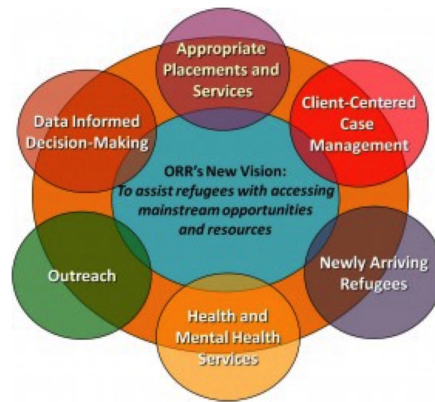 Appropriate
Placements and
Services
Client-Centered
Case
Management
Data Informed
Decision-Making
ORR's New Vision:
To assist refugees with accessing
mainstream opportunities
and resources
Newly Arriving
Refugees
Outreach
Health and
Mental Health
Services